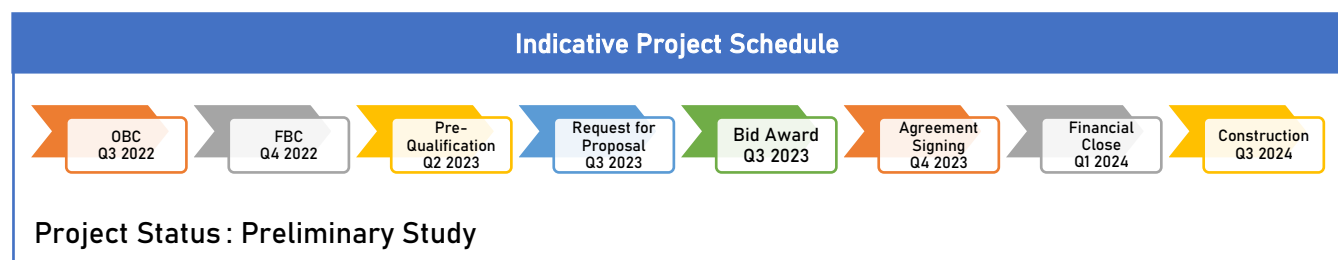 Indicative Project Schedule
OBC
Q3 2022
FBC
Q4 2022
Pre-
Qualification
Q2 2023
Request for
Proposal
Q3 2023
Bid Award
Q3 2023
Agreement
Signing
Q4 2023
Financial
Close
Q1 2024
Construction
Q3 2024
Project Status : Preliminary Study